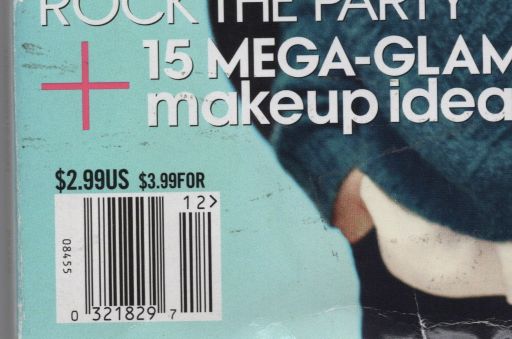 ROCK THE PARTY
+ 15 MEGA-GLAM
makeup idea
$2.99US $3.99FOR
12>
08455
0 321829 7